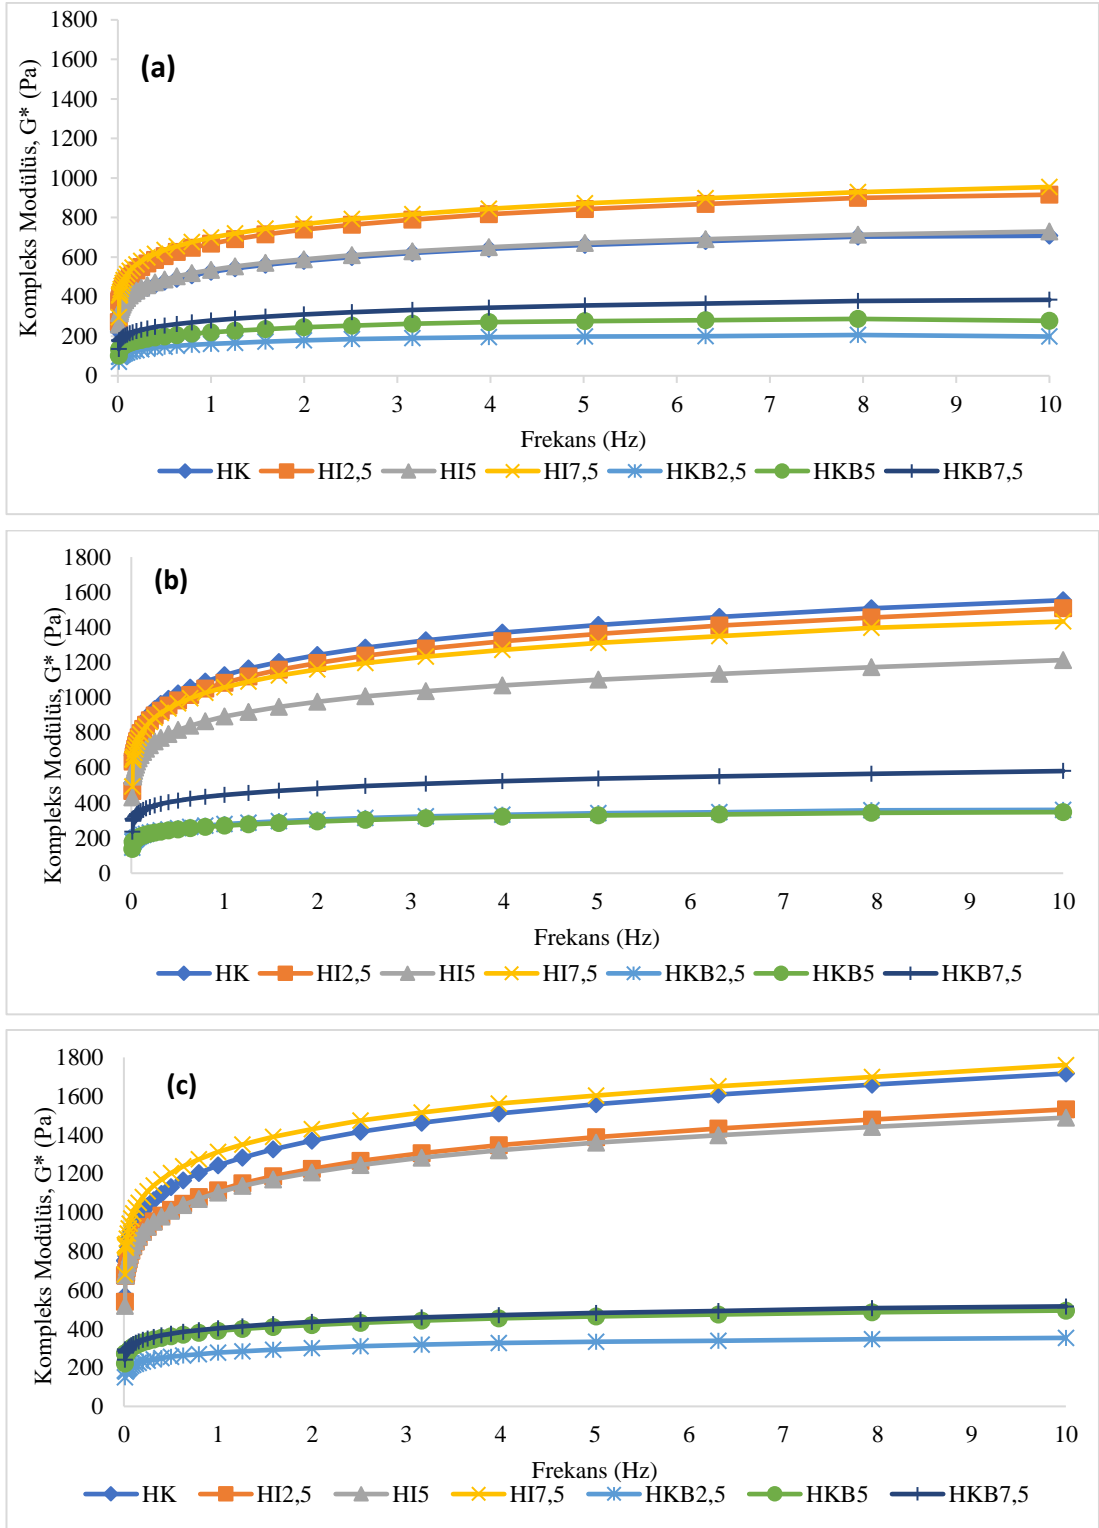 (a)
Kompleks Modülüs, G* (Pa)
1800
1600
1400
1200
1000
800
600
400
200
0
0 1 2 3 4 5 6 7 8 9 10
Frekans (Hz)
HK HI2,5 HI5 HI7,5 HKB2,5 HKB5 HKB7,5
(b)
Kompleks Modülüs, G* (Pa)
1800
1600
1400
1200
1000
800
600
400
200
0
0 1 2 3 4 5 6 7 8 9 10
Frekans (Hz)
HK HI2,5 HI5 HI7,5 HKB2,5 HKB5 HKB7,5
(c)
Kompleks Modülüs, G* (Pa)
1800
1600
1400
1200
1000
800
600
400
200
0
0 1 2 3 4 5 6 7 8 9 10
Frekans (Hz)
HK HI2,5 HI5 HI7,5 HKB2,5 HKB5 HKB7,5